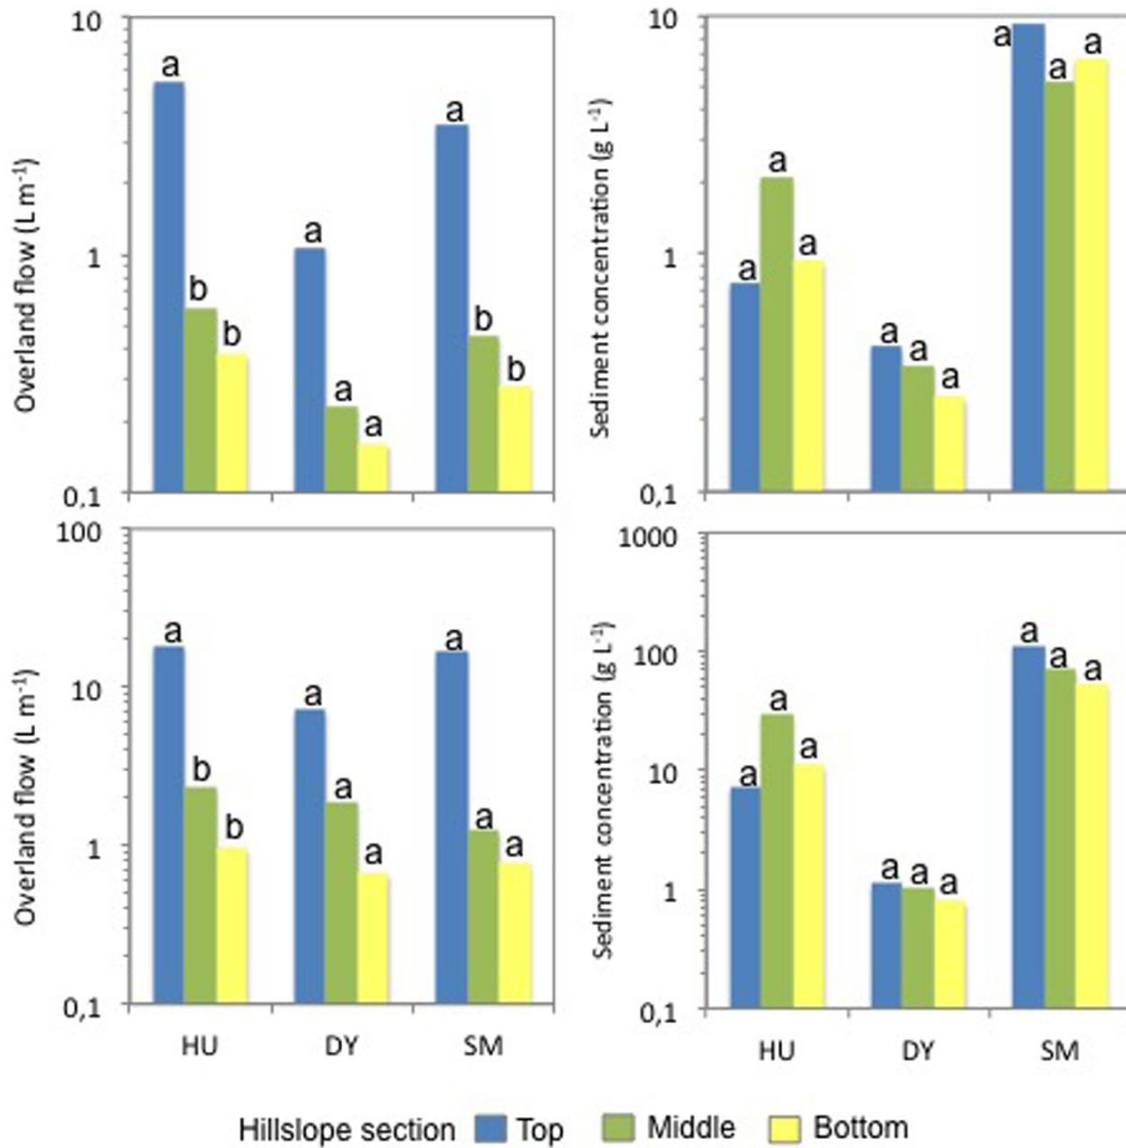 10
1
0,1
Overland flow (L m⁻¹)
a b b
a a a
a b b
10
1
0,1
Sediment concentration (g L⁻¹)
a a a
a a a
a a a
100
10
1
0,1
Overland flow (L m⁻¹)
a b b
a a a
a a a
HU DY SM
1000
100
10
1
0,1
Sediment concentration (g L⁻¹)
a a a
a a a
a a a
HU DY SM
Hillslope section Top Middle Bottom